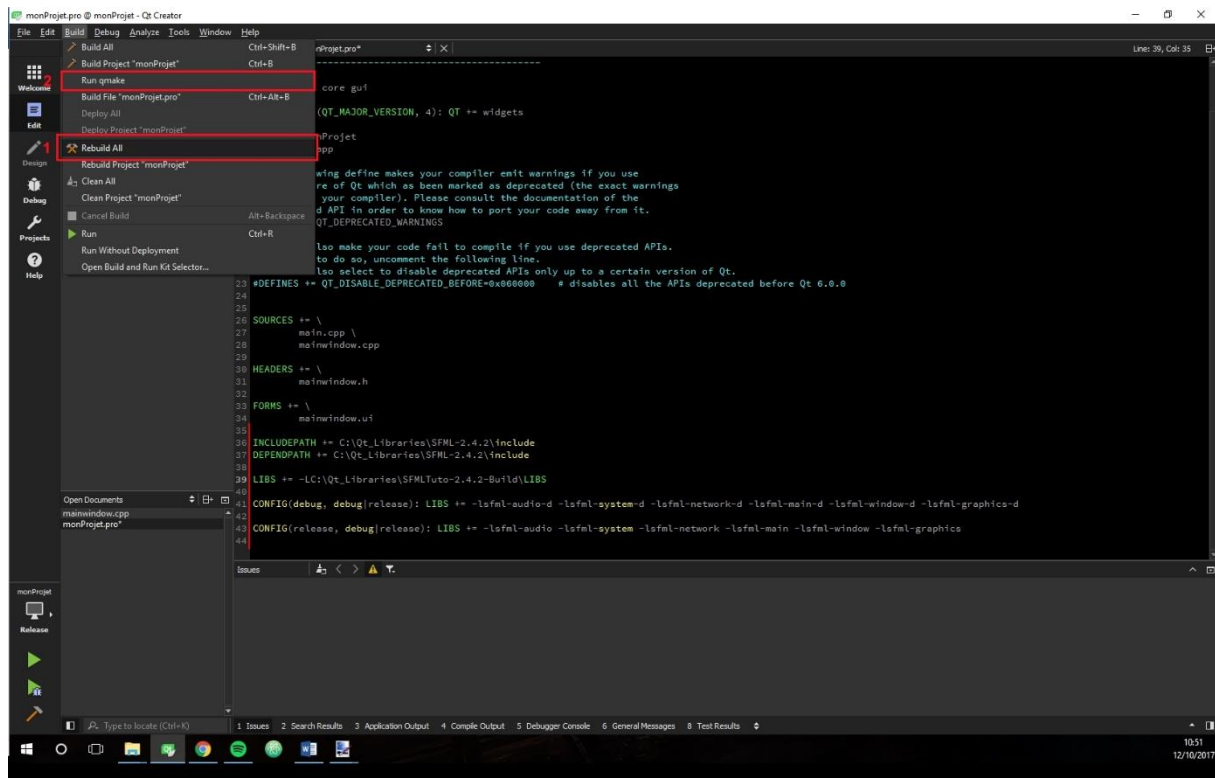 monProjet.pro @ monProjet - Qt Creator
File Edit Build Debug Analyze Tools Window Help
Build All Ctrl+Shift+B
Build Project "monProjet" Ctrl+B
Run qmake
Build File "monProjet.pro" Ctrl+Alt+B
Deploy All
Deploy Project "monProjet"
Rebuild All
Rebuild Project "monProjet"
Clean All
Clean Project "monProjet"
Cancel Build Alt+Backspace
Run Ctrl+R
Run Without Deployment
Open Build and Run Kit Selector...
2
1
Welcome
Edit
Design
Debug
Projects
Help
nProjet.pro*
Line: 39, Col: 35
-----------------------------------------
core gui
(QT_MAJOR_VERSION, 4): QT += widgets
nProjet
app
wing define makes your compiler emit warnings if you use
re of Qt which as been marked as deprecated (the exact warnings
your compiler). Please consult the documentation of the
d API in order to know how to port your code away from it.
QT_DEPRECATED_WARNINGS
lso make your code fail to compile if you use deprecated APIs.
to do so, uncomment the following line.
lso select to disable deprecated APIs only up to a certain version of Qt.
23 #DEFINES += QT_DISABLE_DEPRECATED_BEFORE=0x060000 # disables all the APIs deprecated before Qt 6.0.0
24
25
26 SOURCES += \
27 main.cpp \
28 mainwindow.cpp
29
30 HEADERS += \
31 mainwindow.h
32
33 FORMS += \
34 mainwindow.ui
35
36 INCLUDEPATH += C:\Qt_Libraries\SFML-2.4.2\include
37 DEPENDPATH += C:\Qt_Libraries\SFML-2.4.2\include
38
39 LIBS += -LC:\Qt_Libraries\SFMLTuto-2.4.2-Build\LIBS
40
41 CONFIG(debug, debug|release): LIBS += -lsfml-audio-d -lsfml-system-d -lsfml-network-d -lsfml-main-d -lsfml-window-d -lsfml-graphics-d
42
43 CONFIG(release, debug|release): LIBS += -lsfml-audio -lsfml-system -lsfml-network -lsfml-main -lsfml-window -lsfml-graphics
44
Open Documents
mainwindow.cpp
monProjet.pro*
Issues
monProjet
Release
Type to locate (Ctrl+K)
1 Issues 2 Search Results 3 Application Output 4 Compile Output 5 Debugger Console 6 General Messages 8 Test Results
10:51
12/10/2017